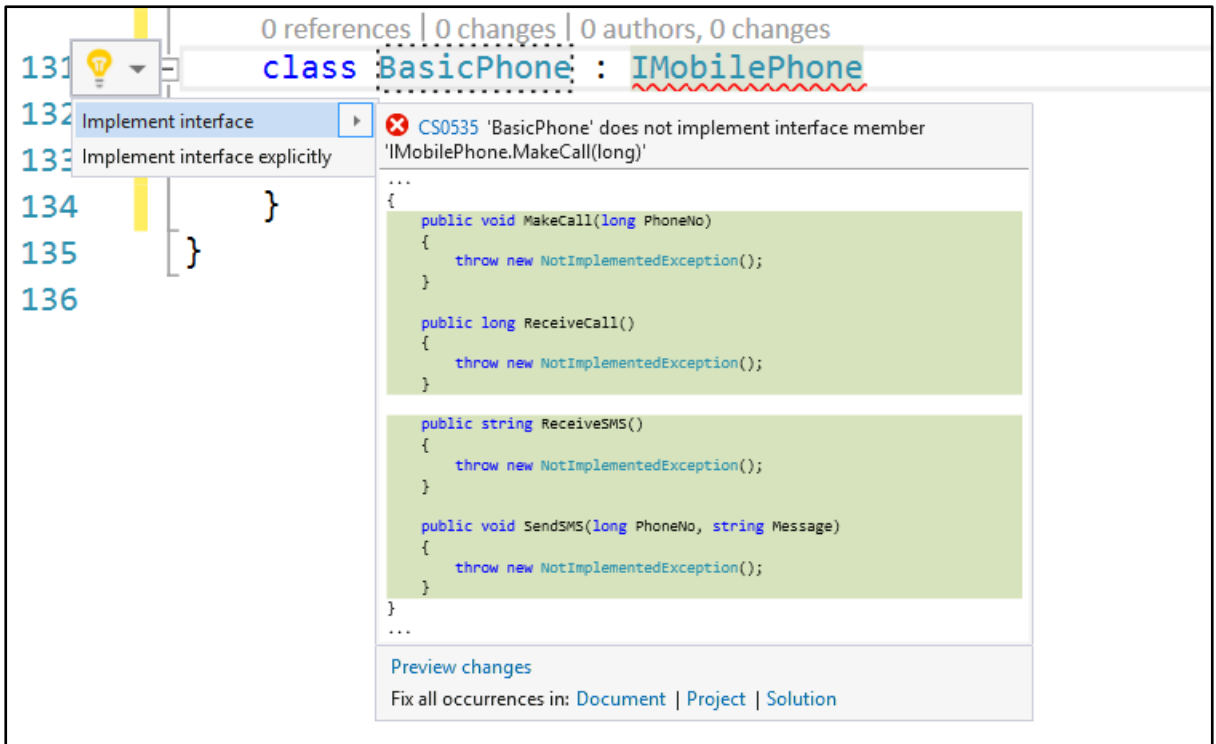 0 references | 0 changes | 0 authors, 0 changes
131 class BasicPhone : IMobilePhone
132
133
134 }
135 }
136
Implement interface
Implement interface explicitly
CS0535 'BasicPhone' does not implement interface member
'IMobilePhone.MakeCall(long)'
...
{
public void MakeCall(long PhoneNo)
{
throw new NotImplementedException();
}
public long ReceiveCall()
{
throw new NotImplementedException();
}
public string ReceiveSMS()
{
throw new NotImplementedException();
}
public void SendSMS(long PhoneNo, string Message)
{
throw new NotImplementedException();
}
}
...
Preview changes
Fix all occurrences in: Document | Project | Solution